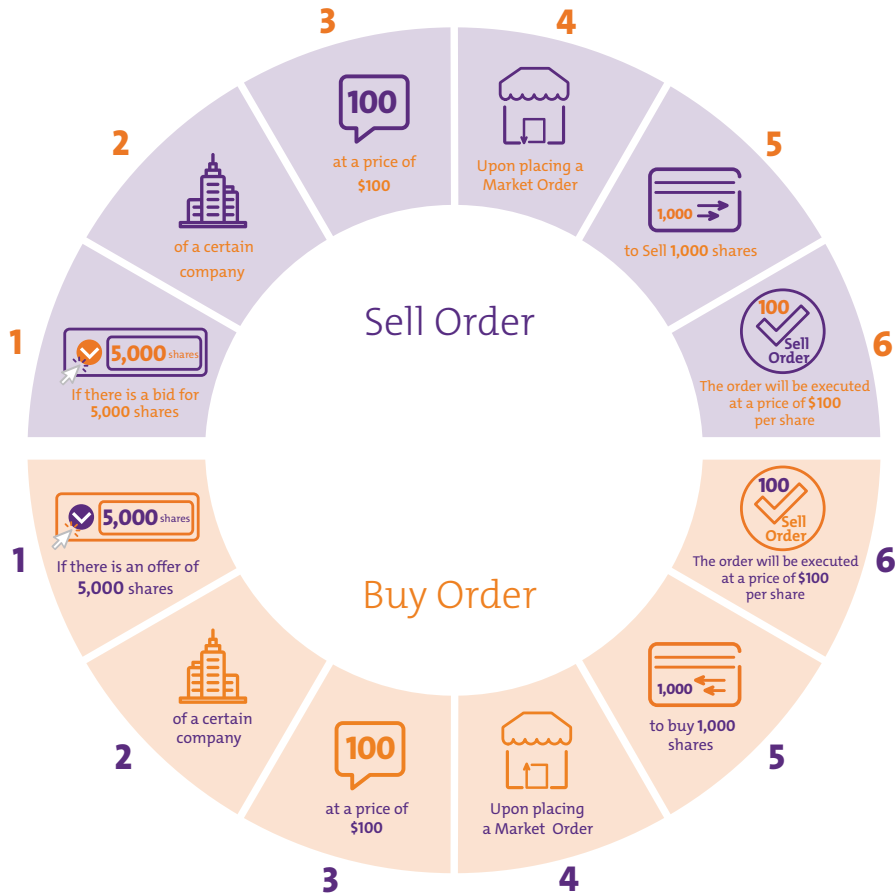 1
5,000 shares
If there is a bid for
5,000 shares
2
of a certain
company
3
100
at a price of
$100
4
Upon placing a
Market Order
5
1,000
to Sell 1,000 shares
6
100
Sell
Order
The order will be executed
at a price of $100
per share
Sell Order
Buy Order
1
5,000 shares
If there is an offer of
5,000 shares
2
of a certain
company
3
100
at a price of
$100
4
Upon placing
a Market Order
5
1,000
to buy 1,000
shares
6
100
Sell
Order
The order will be executed
at a price of $100
per share